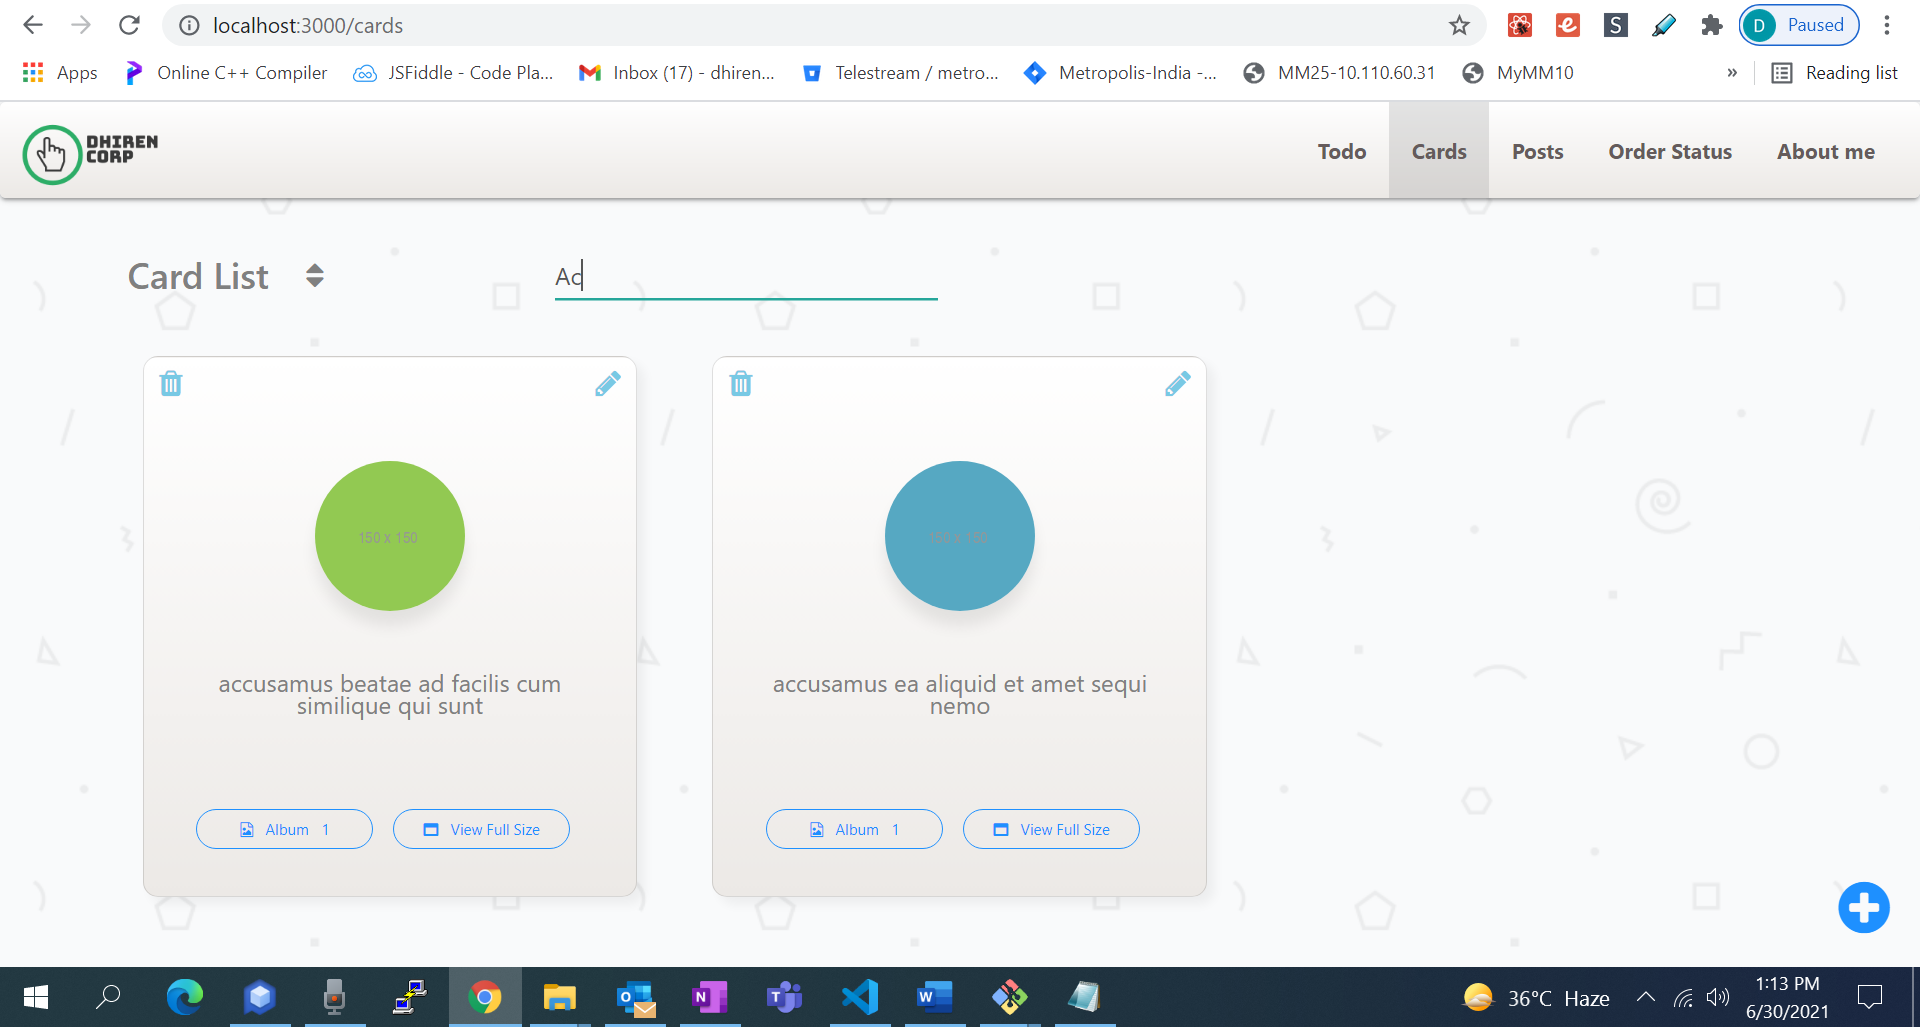 localhost:3000/cards
Paused
D
S
Apps
Online C++ Compiler
JSFiddle - Code Pla...
Inbox (17) - dhiren...
Telestream / metro...
Metropolis-India -...
MM25-10.110.60.31
MyMM10
»
Reading list
DHIREN
CORP
Todo
Cards
Posts
Order Status
About me
Card List
Ac
150 x 150
150 x 150
accusamus beatae ad facilis cum
similique qui sunt
accusamus ea aliquid et amet sequi
nemo
Album 1
View Full Size
Album 1
View Full Size
36°C Haze
1:13 PM
6/30/2021